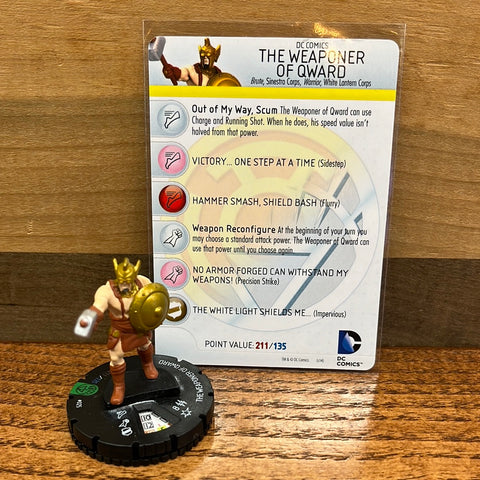 DC COMICS
THE WEAPONER
OF QWARD
Brute, Sinestro Corps, Warrior, White Lantern Corps
Out of My Way, Scum The Weaponer of Qward can use
Charge and Running Shot. When he does, his speed value isn't
halved from that power.
VICTORY... ONE STEP AT A TIME (Sidestep)
HAMMER SMASH, SHIELD BASH (Flurry)
Weapon Reconfigure At the beginning of your turn you
may choose a standard attack power. The Weaponer of Qward can
use that power until you choose again.
NO ARMOR FORGED CAN WITHSTAND MY
WEAPONS! (Precision Strike)
THE WHITE LIGHT SHIELDS ME... (Impervious)
POINT VALUE: 211/135
DC
COMICS™
THE WEAPONER OF QWARD